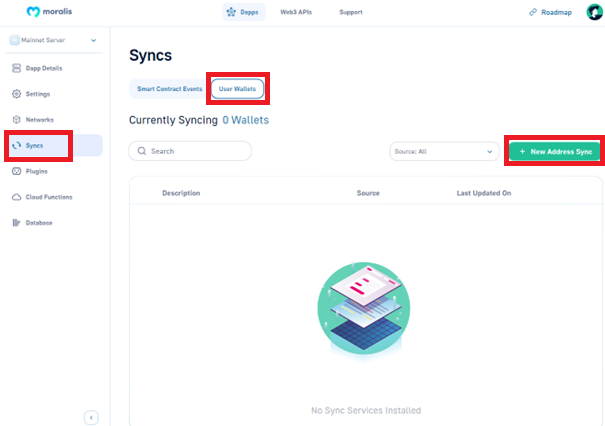 moralis
Dapps
Web3 APIs
Support
Roadmap
Mainnet Server
Dapp Details
Settings
Networks
Syncs
Plugins
Cloud Functions
Database
Syncs
Smart Contract Events
User Wallets
Currently Syncing 0 Wallets
Search
Source: All
+ New Address Sync
Description
Source
Last Updated On
No Sync Services Installed